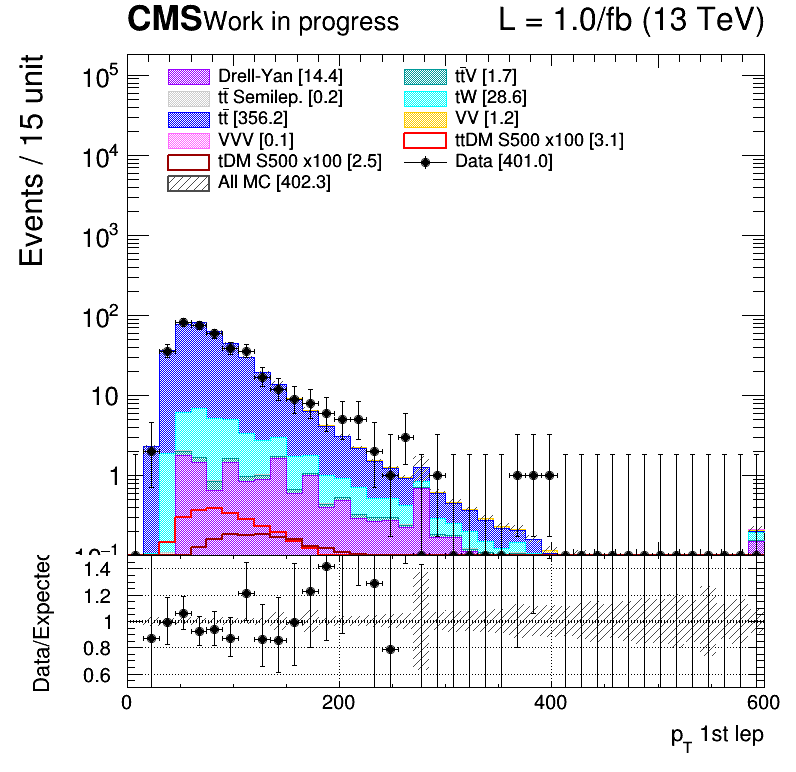 CMS Work in progress L = 1.0/fb (13 TeV)
Events / 15 unit
10⁵
10⁴
10³
10²
10
1
10⁻¹
Drell-Yan [14.4]
tt̄V [1.7]
tt̄ Semilep. [0.2]
tW [28.6]
tt̄ [356.2]
VV [1.2]
VVV [0.1]
ttDM S500 x100 [3.1]
tDM S500 x100 [2.5]
Data [401.0]
All MC [402.3]
Data/Expected
1.4
1.2
1
0.8
0.6
0 200 400 600
p_T 1st lep